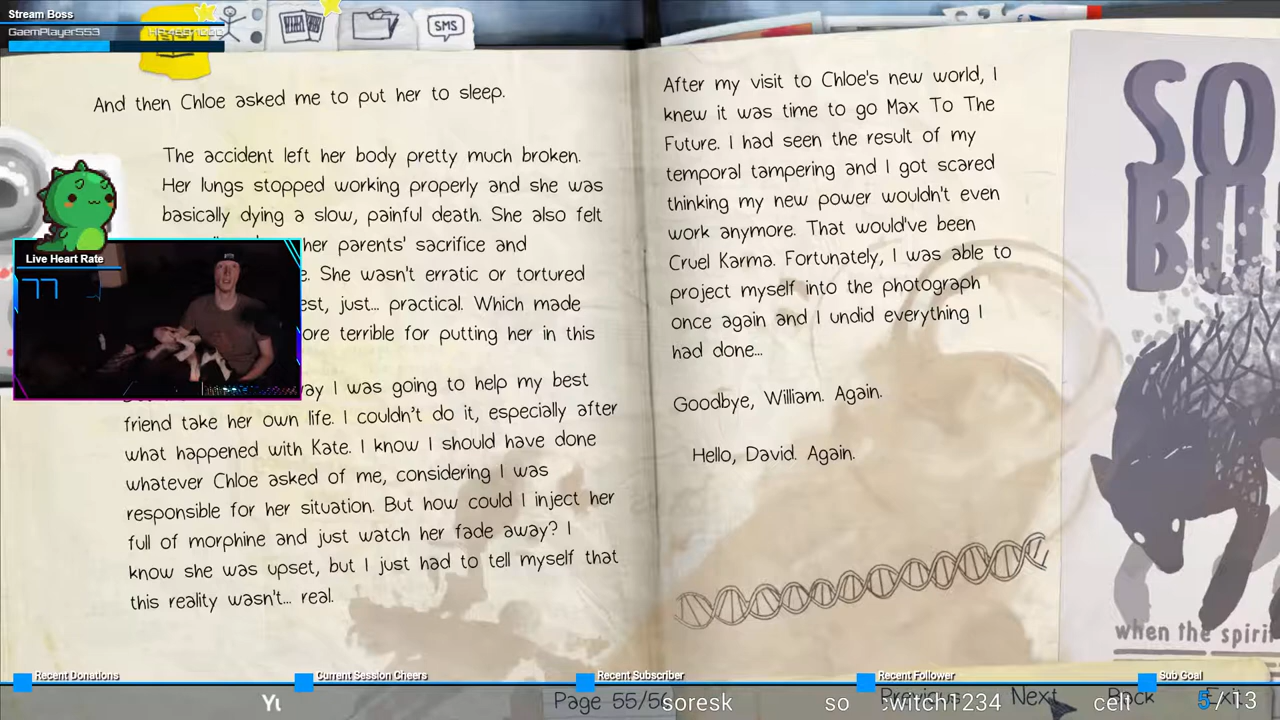 Stream Boss
GaemPlayer553
SMS
And then Chloe asked me to put her to sleep.
The accident left her body pretty much broken.
Her lungs stopped working properly and she was
basically dying a slow, painful death. She also felt
her parents' sacrifice and
She wasn't erratic or tortured
just... practical. Which made
terrible for putting her in this
I was going to help my best
friend take her own life. I couldn't do it, especially after
what happened with Kate. I know I should have done
whatever Chloe asked of me, considering I was
responsible for her situation. But how could I inject her
full of morphine and just watch her fade away? I
know she was upset, but I just had to tell myself that
this reality wasn't... real.
Live Heart Rate
77
After my visit to Chloe's new world, I
knew it was time to go Max To The
Future. I had seen the result of my
temporal tampering and I got scared
thinking my new power wouldn't even
work anymore. That would've been
Cruel Karma. Fortunately, I was able to
project myself into the photograph
once again and I undid everything I
had done...
Goodbye, William. Again.
Hello, David. Again.
SO
BU
when the spiri
Recent Donations
Current Session Cheers
Recent Subscriber
Recent Follower
Sub Goal
Page 55/56
soresk
so
witch1234
Previous
Next
Back
Exit
cell
5 / 13